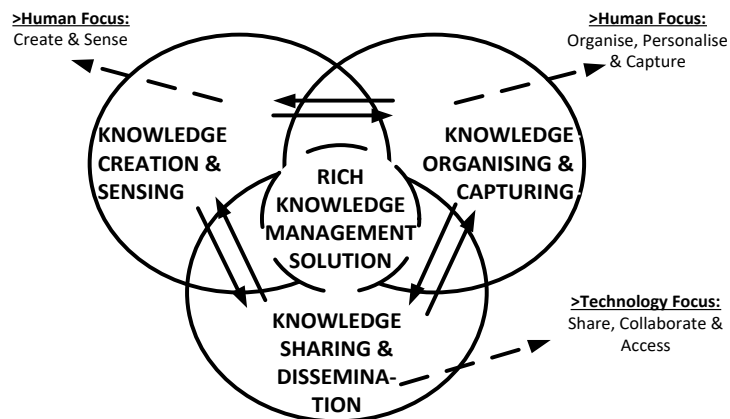 >Human Focus:
Create & Sense
>Human Focus:
Organise, Personalise
& Capture
KNOWLEDGE
CREATION &
SENSING
KNOWLEDGE
ORGANISING &
CAPTURING
RICH
KNOWLEDGE
MANAGEMENT
SOLUTION
>Technology Focus:
Share, Collaborate &
Access
KNOWLEDGE
SHARING &
DISSEMINA-
TION